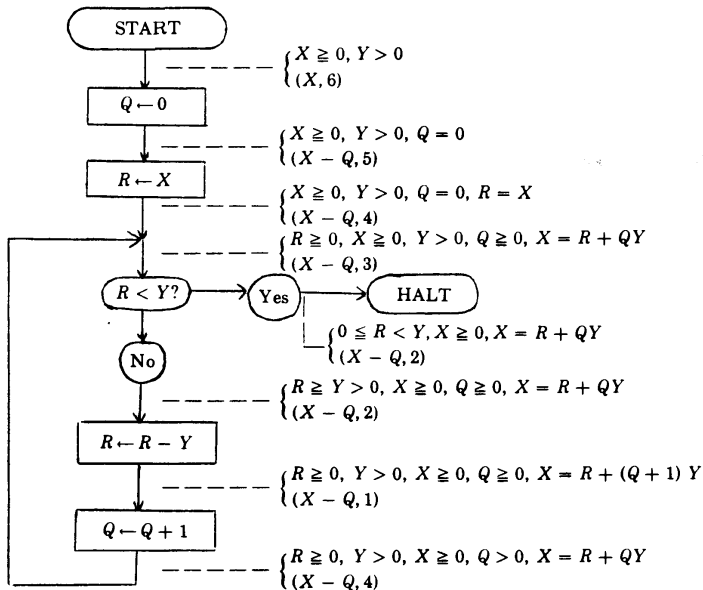 START
X ≧ 0, Y > 0
(X, 6)
Q ← 0
X ≧ 0, Y > 0, Q = 0
(X − Q, 5)
R ← X
X ≧ 0, Y > 0, Q = 0, R = X
(X − Q, 4)
R ≧ 0, X ≧ 0, Y > 0, Q ≧ 0, X = R + QY
(X − Q, 3)
R < Y?
Yes
HALT
0 ≦ R < Y, X ≧ 0, X = R + QY
(X − Q, 2)
No
R ≧ Y > 0, X ≧ 0, Q ≧ 0, X = R + QY
(X − Q, 2)
R ← R − Y
R ≧ 0, Y > 0, X ≧ 0, Q ≧ 0, X = R + (Q + 1) Y
(X − Q, 1)
Q ← Q + 1
R ≧ 0, Y > 0, X ≧ 0, Q > 0, X = R + QY
(X − Q, 4)